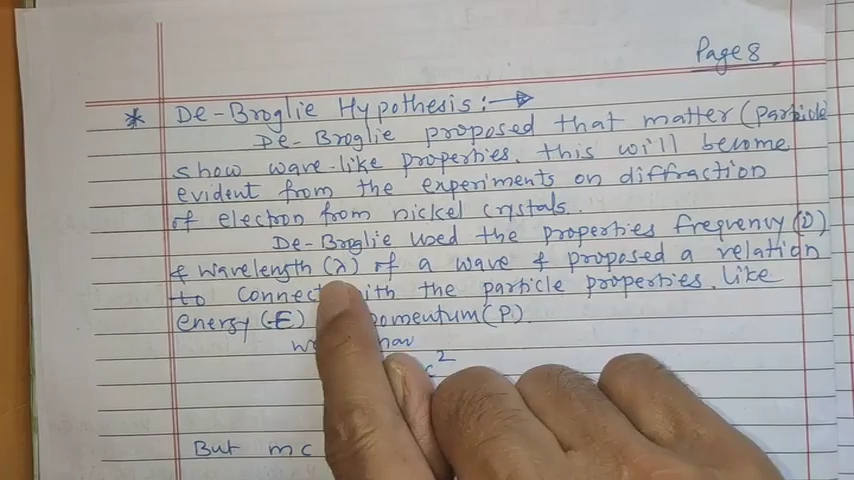 Page 8
* De-Broglie Hypothesis:→
De-Broglie proposed that matter (particle
show wave-like properties. this will become
evident from the experiments on diffraction
of electron from nickel crystals.
De-Broglie used the properties frequency (ν)
& wavelength (λ) of a wave & proposed a relation
to connect with the particle properties. like
energy (E) momentum (P).
c²
But mc